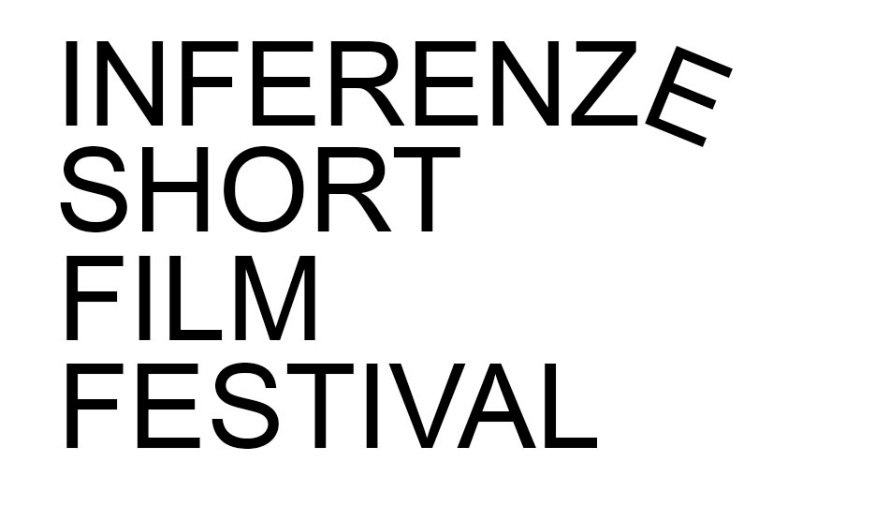 INFERENZE
SHORT
FILM
FESTIVAL